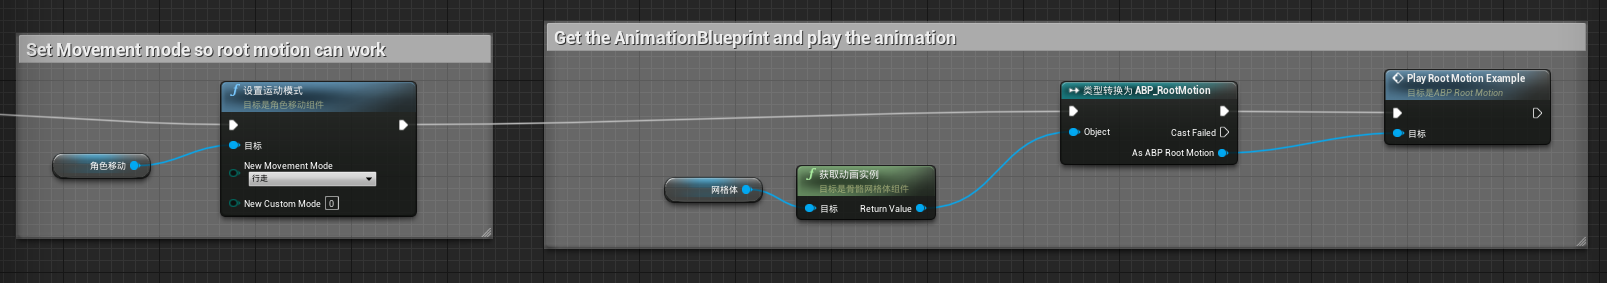 Set Movement mode so root motion can work
设置运动模式
目标是角色移动组件
目标
角色移动
New Movement Mode
行走
New Custom Mode 0
Get the AnimationBlueprint and play the animation
网格体
获取动画实例
目标是骨骼网格体组件
目标 Return Value
类型转换为 ABP_RootMotion
Object Cast Failed
As ABP Root Motion
Play Root Motion Example
目标是ABP Root Motion
目标